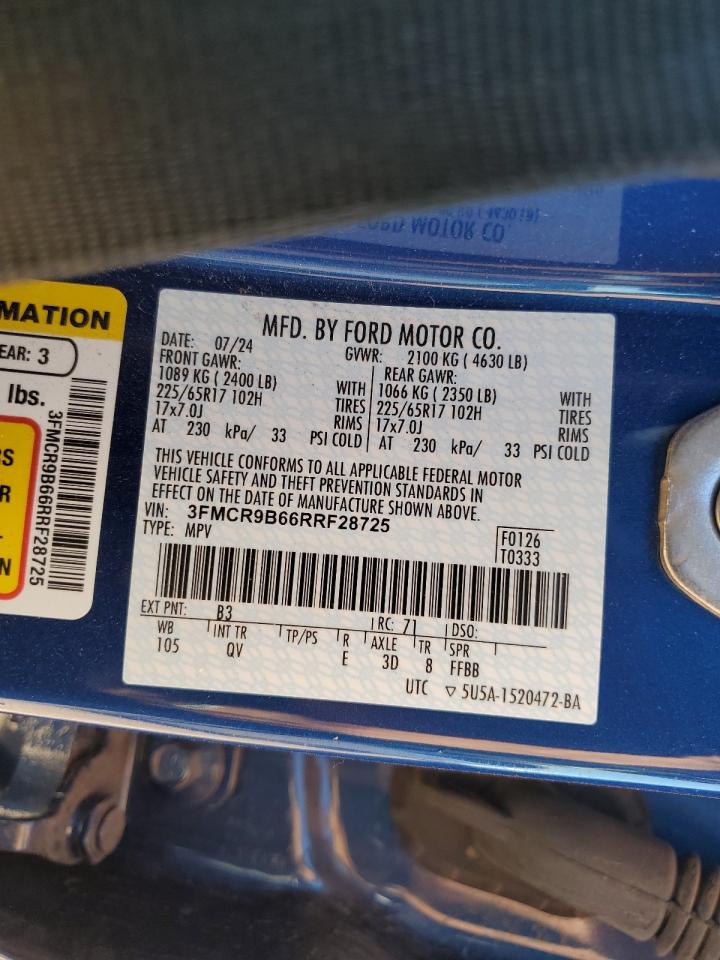 FORD MOTOR CO.
MATION
EAR: 3
lbs.
RS
R
N
3FMCR9B66RRF28725
MFD. BY FORD MOTOR CO.
DATE: 07/24 GVWR: 2100 KG ( 4630 LB)
FRONT GAWR: REAR GAWR:
1089 KG ( 2400 LB) WITH 1066 KG ( 2350 LB) WITH
225/65R17 102H TIRES 225/65R17 102H TIRES
17x7.0J RIMS 17x7.0J RIMS
AT 230 kPa/ 33 PSI COLD AT 230 kPa/ 33 PSI COLD
THIS VEHICLE CONFORMS TO ALL APPLICABLE FEDERAL MOTOR
VEHICLE SAFETY AND THEFT PREVENTION STANDARDS IN
EFFECT ON THE DATE OF MANUFACTURE SHOWN ABOVE.
VIN: 3FMCR9B66RRF28725
TYPE: MPV
F0126
T0333
EXT PNT: B3 RC: 71 DSO:
WB INT TR TP/PS R AXLE TR SPR
105 QV E 3D 8 FFBB
UTC ▽ 5U5A-1520472-BA